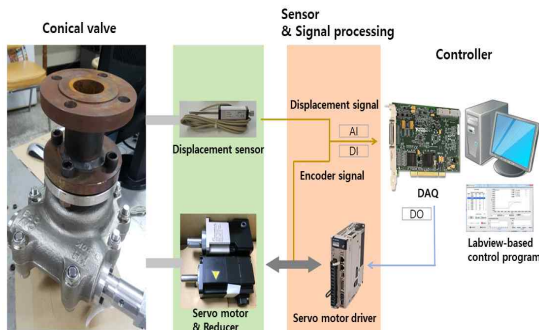 Conical valve
Sensor
& Signal processing
Controller
Displacement sensor
Displacement signal
AI
DI
Encoder signal
DAQ
DO
Labview-based
control program
Servo motor
& Reducer
Servo motor driver